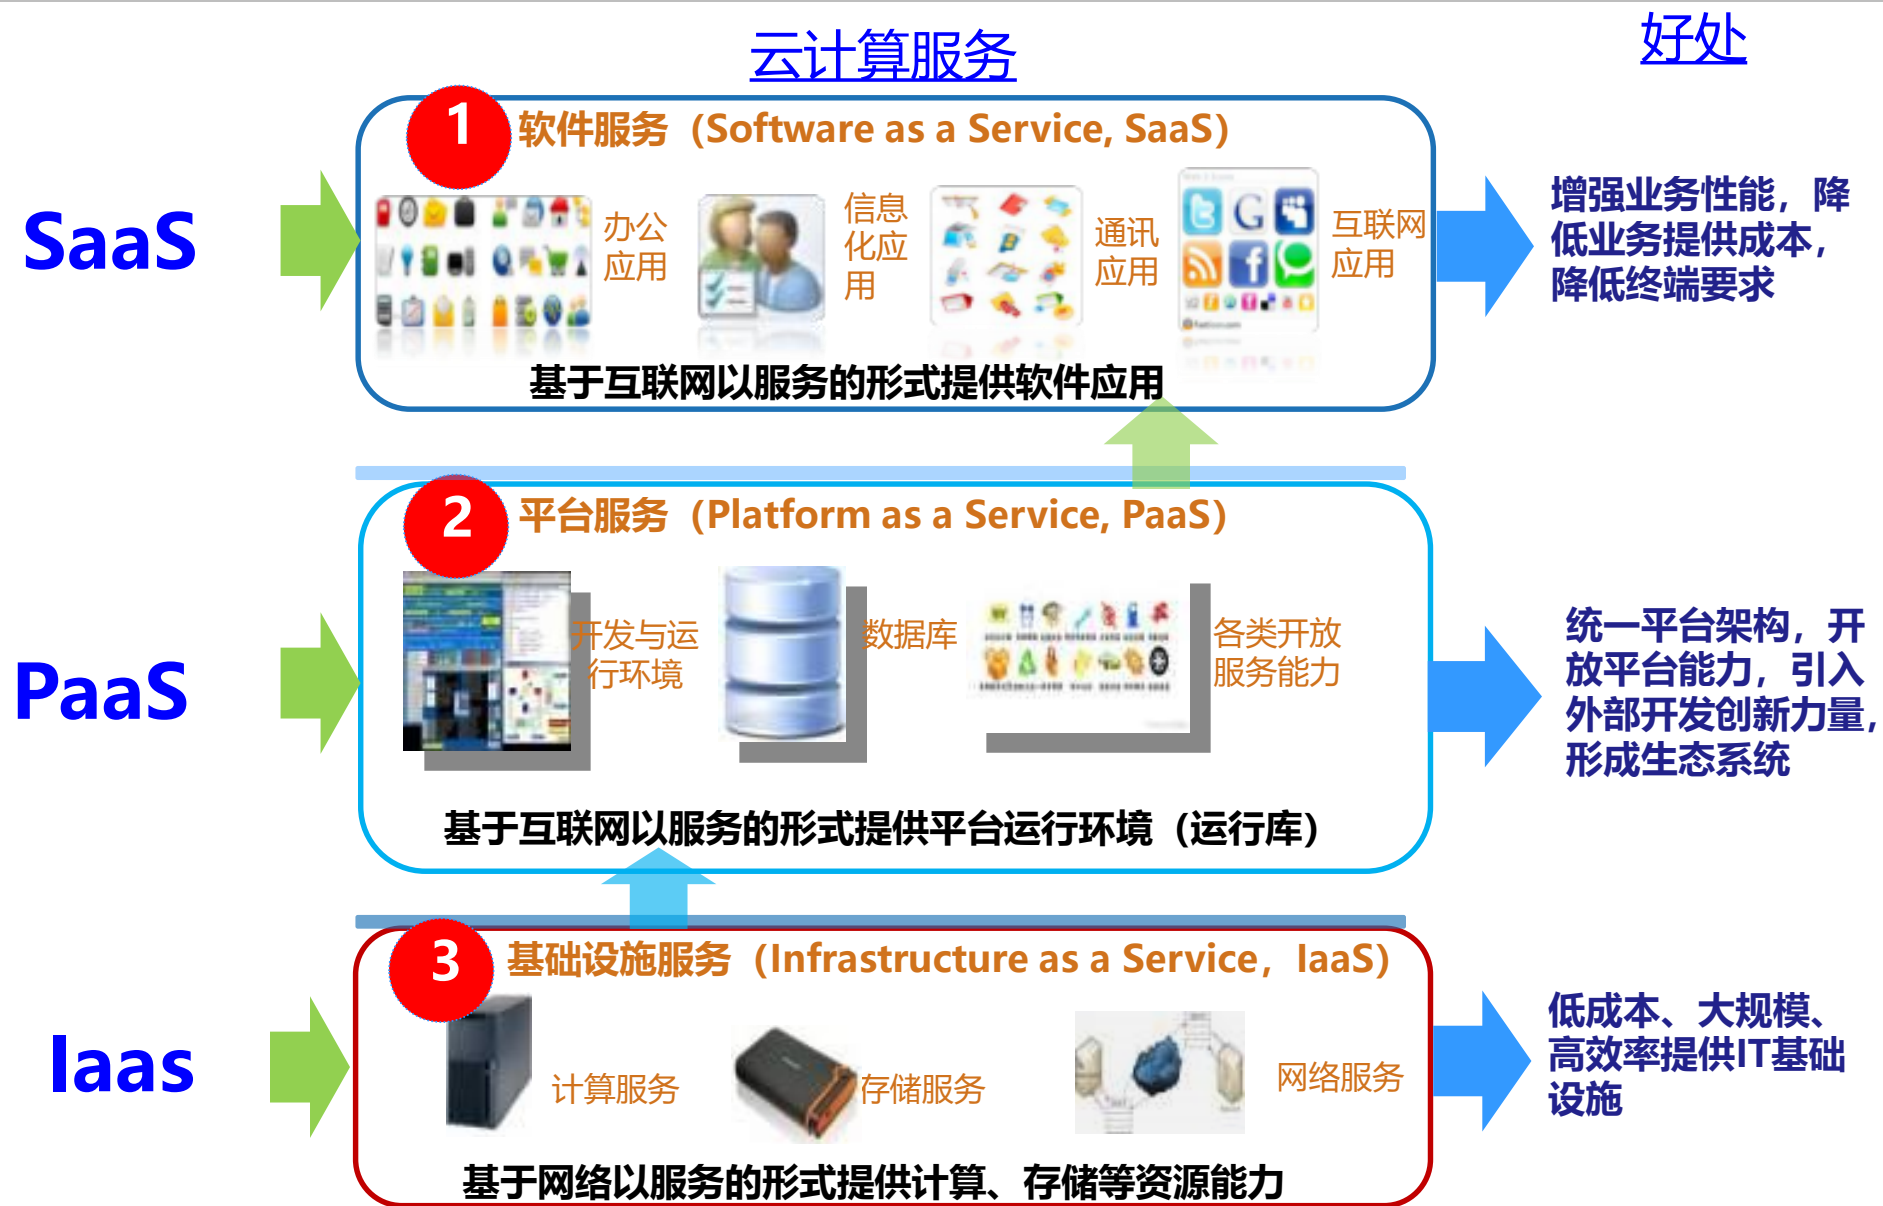 云计算服务
好处
SaaS
1
软件服务（Software as a Service, SaaS）
办公
应用
信息
化应
用
通讯
应用
互联网
应用
基于互联网以服务的形式提供软件应用
增强业务性能，降
低业务提供成本，
降低终端要求
PaaS
2
平台服务（Platform as a Service, PaaS）
开发与运
行环境
数据库
各类开放
服务能力
基于互联网以服务的形式提供平台运行环境（运行库）
统一平台架构，开
放平台能力，引入
外部开发创新力量，
形成生态系统
Iaas
3
基础设施服务（Infrastructure as a Service，IaaS）
计算服务
存储服务
网络服务
基于网络以服务的形式提供计算、存储等资源能力
低成本、大规模、
高效率提供IT基础
设施